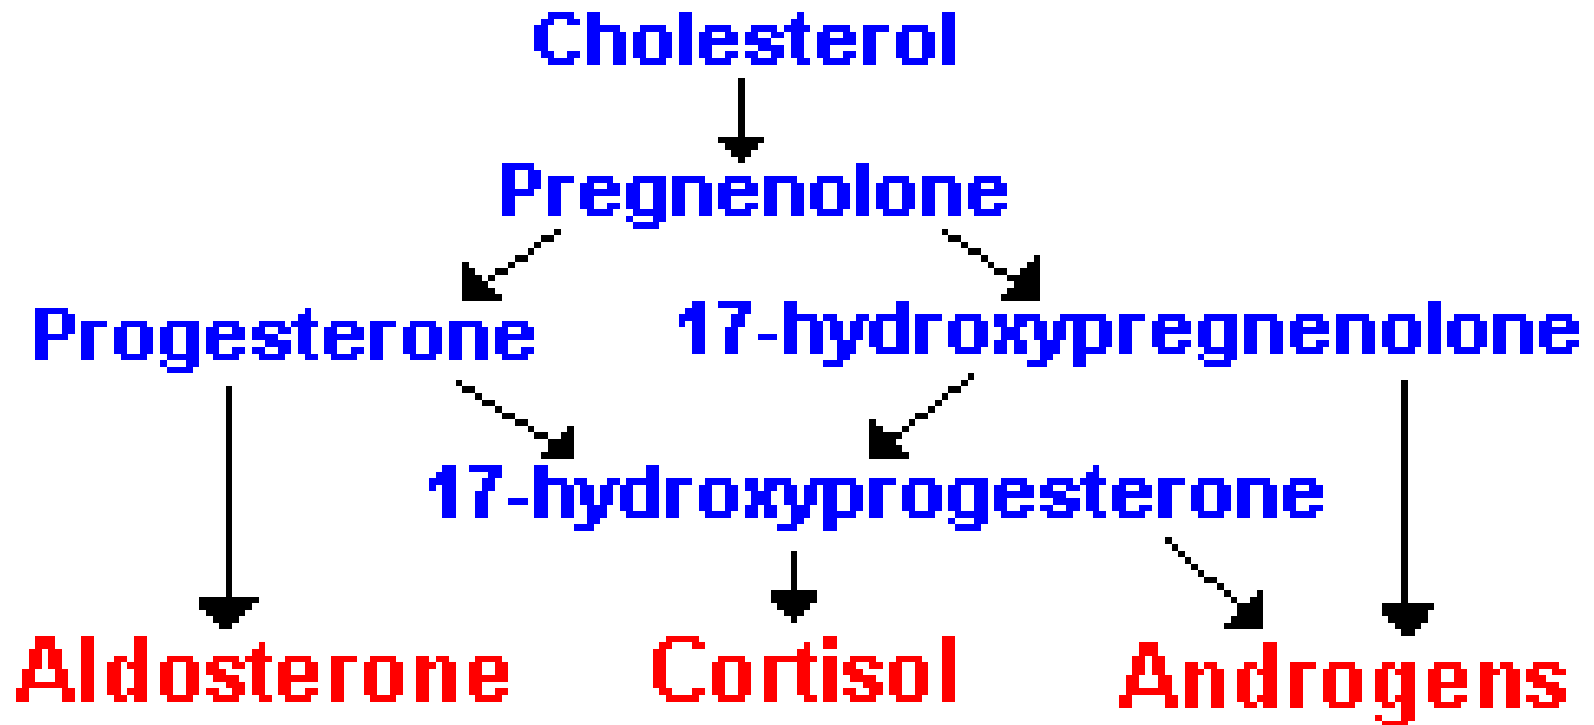 Cholesterol
Pregnenolone
Progesterone 17-hydroxypregnenolone
17-hydroxyprogesterone
Aldosterone Cortisol Androgens